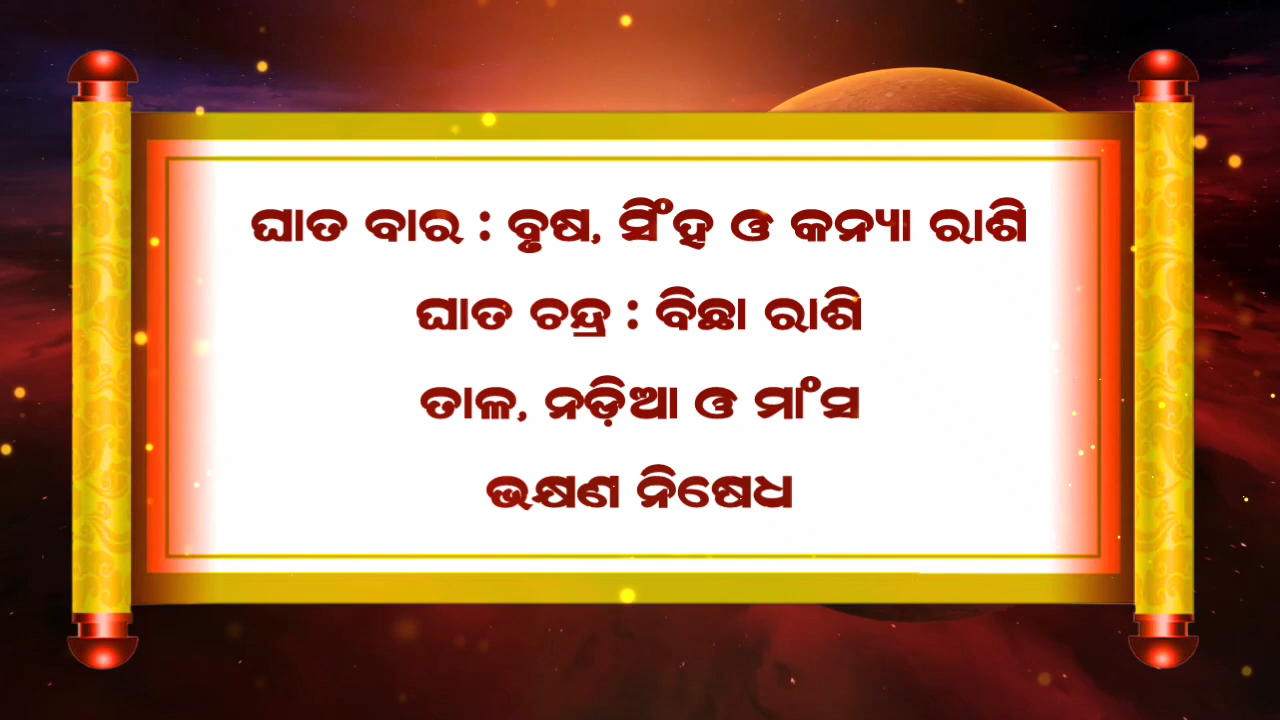 ଘାତ ବାର : ବୃଷ, ସିଂହ ଓ କନ୍ୟା ରାଶି
ଘାତ ଚନ୍ଦ୍ର : ବିଛା ରାଶି
ତାଳ, ନଡ଼ିଆ ଓ ମାଂସ
ଭକ୍ଷଣ ନିଷେଧ